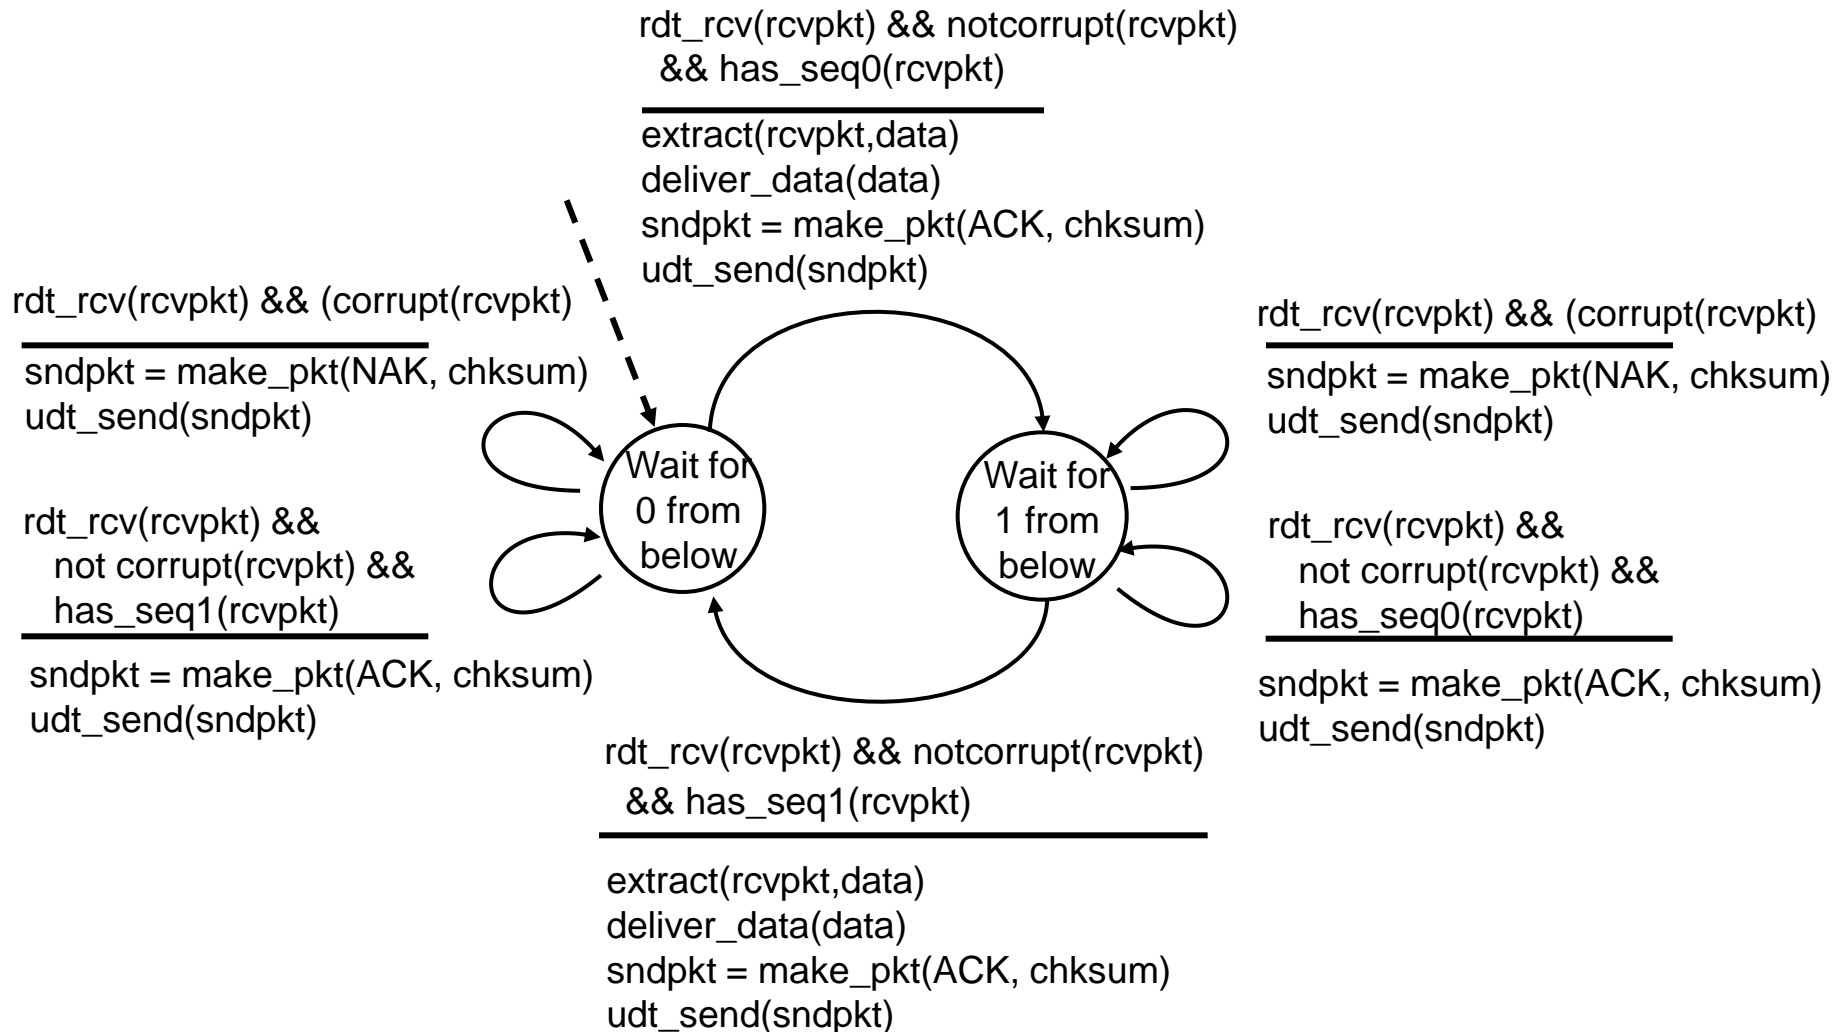 rdt_rcv(rcvpkt) && notcorrupt(rcvpkt)
&& has_seq0(rcvpkt)
extract(rcvpkt,data)
deliver_data(data)
sndpkt = make_pkt(ACK, chksum)
udt_send(sndpkt)
rdt_rcv(rcvpkt) && (corrupt(rcvpkt)
sndpkt = make_pkt(NAK, chksum)
udt_send(sndpkt)
rdt_rcv(rcvpkt) &&
not corrupt(rcvpkt) &&
has_seq1(rcvpkt)
sndpkt = make_pkt(ACK, chksum)
udt_send(sndpkt)
Wait for
0 from
below
Wait for
1 from
below
rdt_rcv(rcvpkt) && (corrupt(rcvpkt)
sndpkt = make_pkt(NAK, chksum)
udt_send(sndpkt)
rdt_rcv(rcvpkt) &&
not corrupt(rcvpkt) &&
has_seq0(rcvpkt)
sndpkt = make_pkt(ACK, chksum)
udt_send(sndpkt)
rdt_rcv(rcvpkt) && notcorrupt(rcvpkt)
&& has_seq1(rcvpkt)
extract(rcvpkt,data)
deliver_data(data)
sndpkt = make_pkt(ACK, chksum)
udt_send(sndpkt)